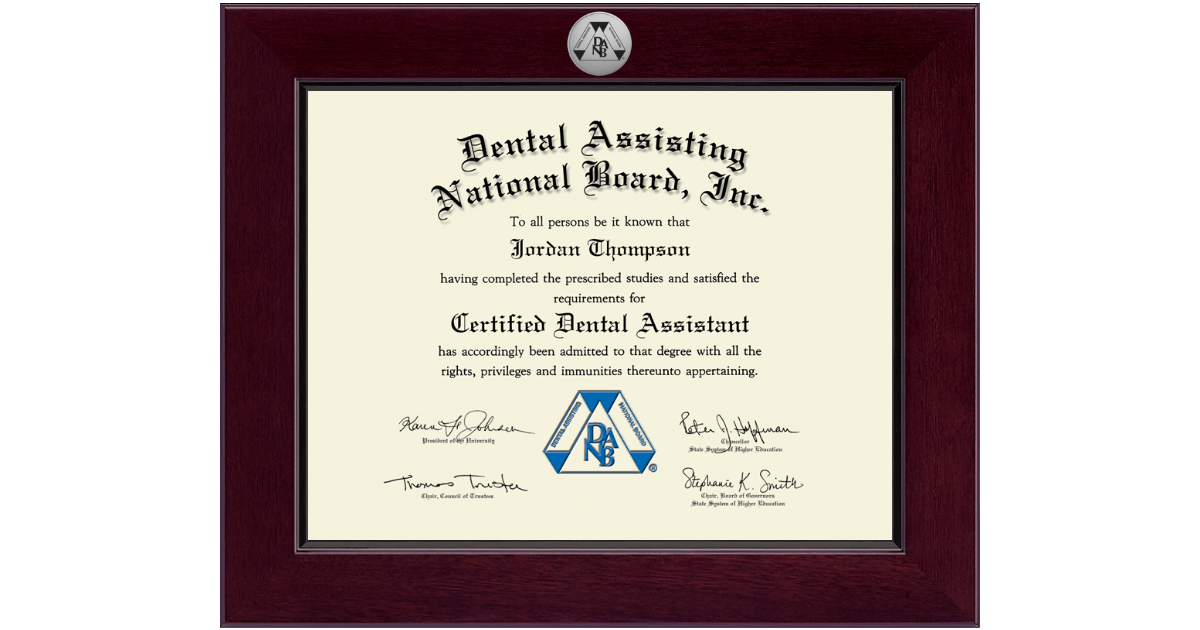 DANB
Dental Assisting
National Board, Inc.
To all persons be it known that
Jordan Thompson
having completed the prescribed studies and satisfied the
requirements for
Certified Dental Assistant
has accordingly been admitted to that degree with all the
rights, privileges and immunities thereunto appertaining.
DENTAL ASSISTING
NATIONAL BOARD
DANB
®
President of the University
Peter J. Hoffman
Chancellor
State System of Higher Education
Thomas Truster
Chair, Council of Trustees
Stephanie K. Smith
Chair, Board of Governors
State System of Higher Education